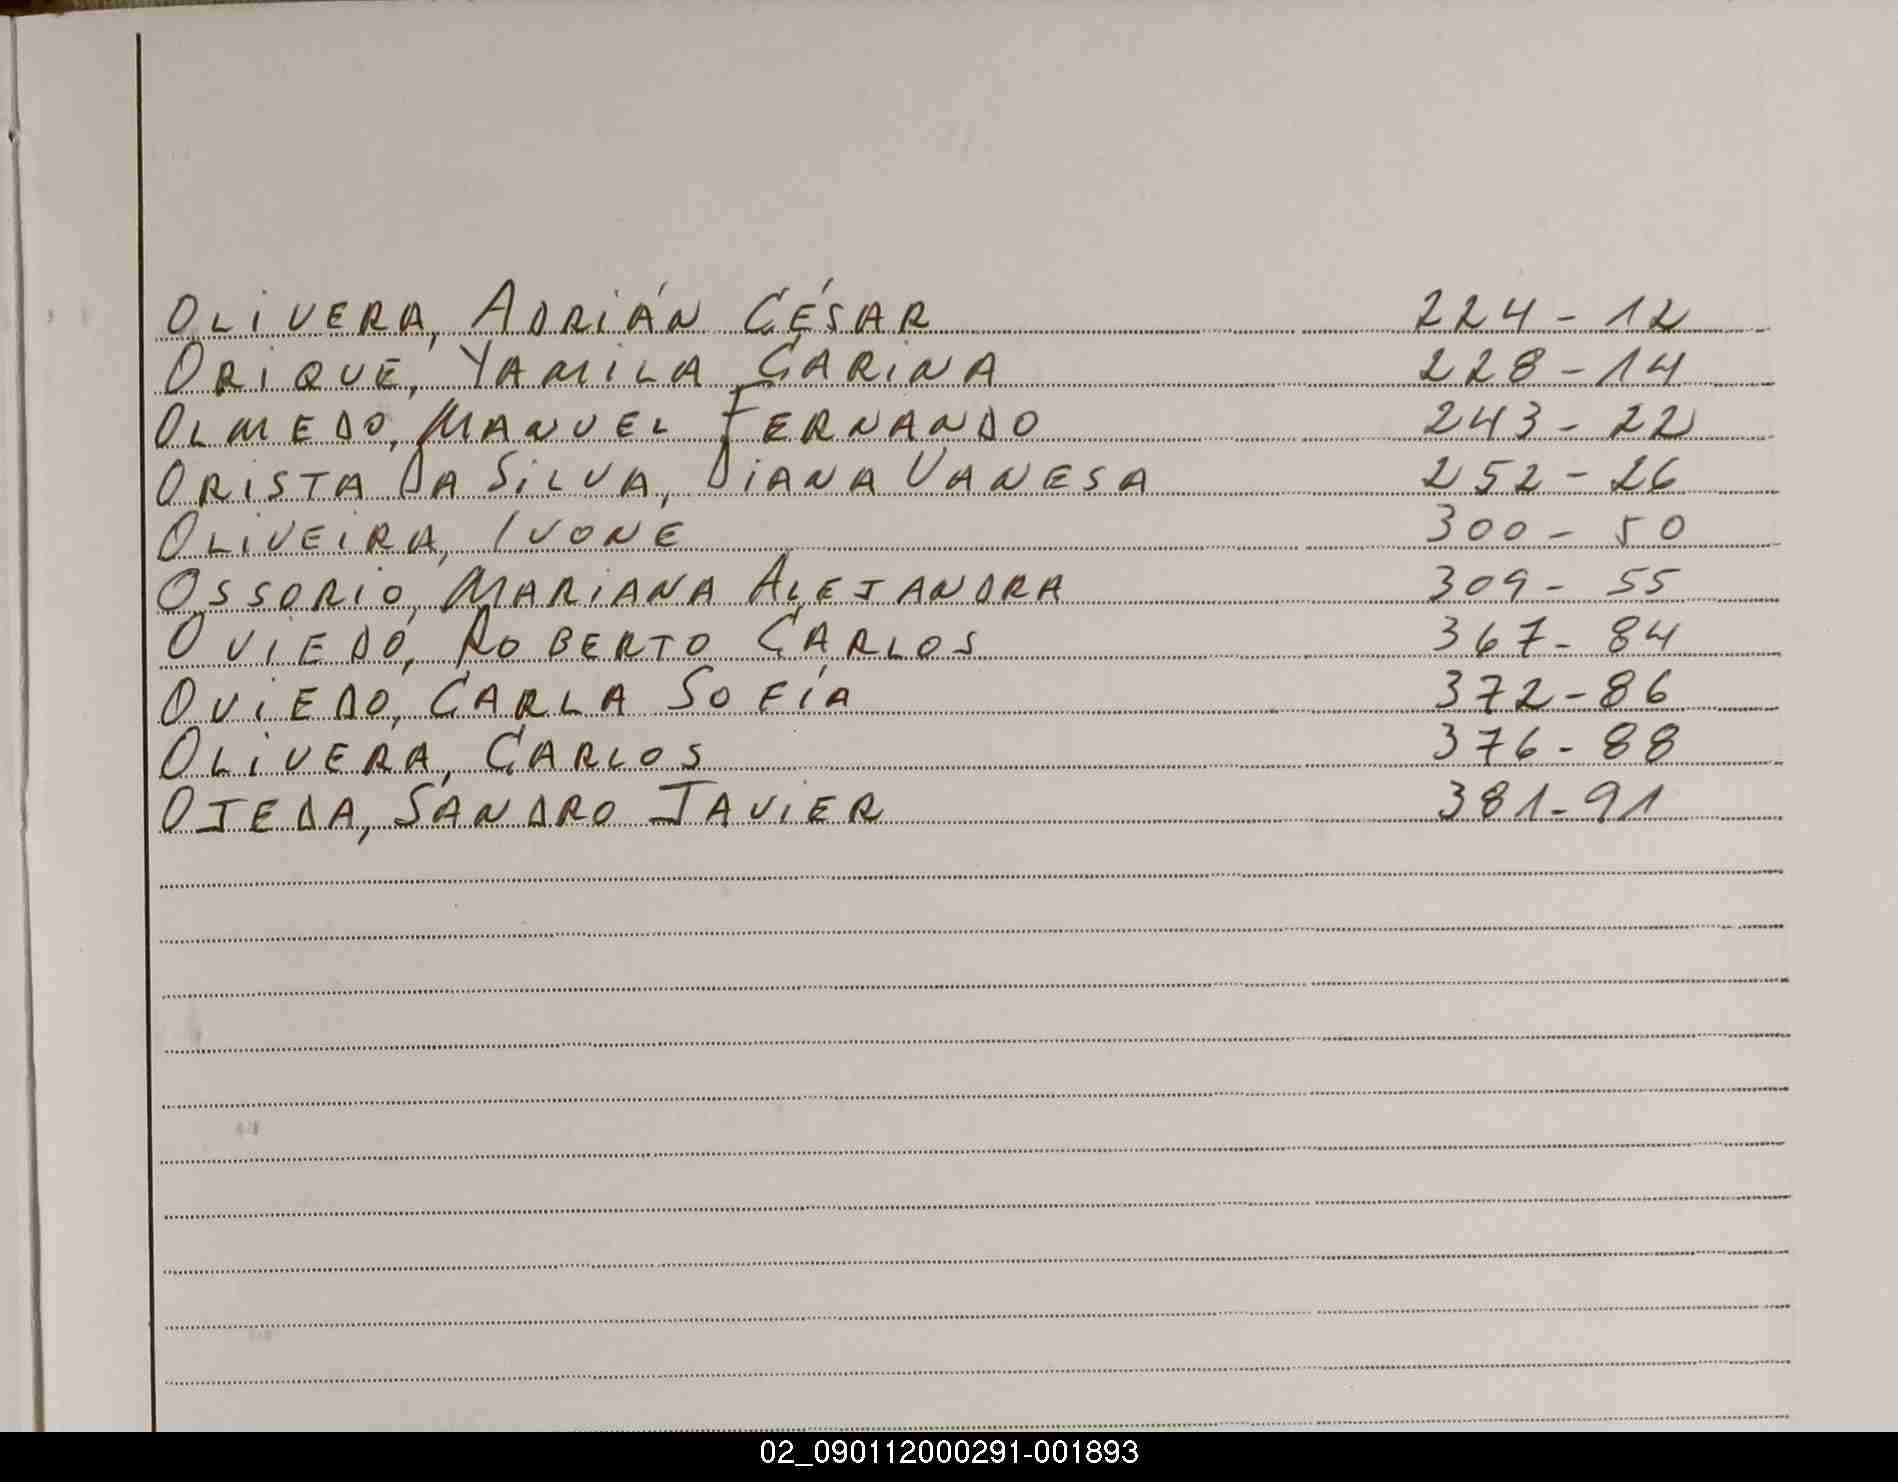 OLIVERA, ADRIÁN CÉSAR 224 - 12
ORIQUE, YAMILA CARINA 228 - 14
OLMEDO, MANUEL FERNANDO 243 - 22
ORISTA DA SILVA, DIANA VANESA 252 - 26
OLIVEIRA, IVONE 300 - 50
OSSORIO, MARIANA ALEJANDRA 309 - 55
OVIEDO, ROBERTO CARLOS 367 - 84
OVIEDO, CARLA SOFÍA 372 - 86
OLIVERA, CARLOS 376 - 88
OJEDA, SANDRO JAVIER 381 - 91
02_090112000291-001893